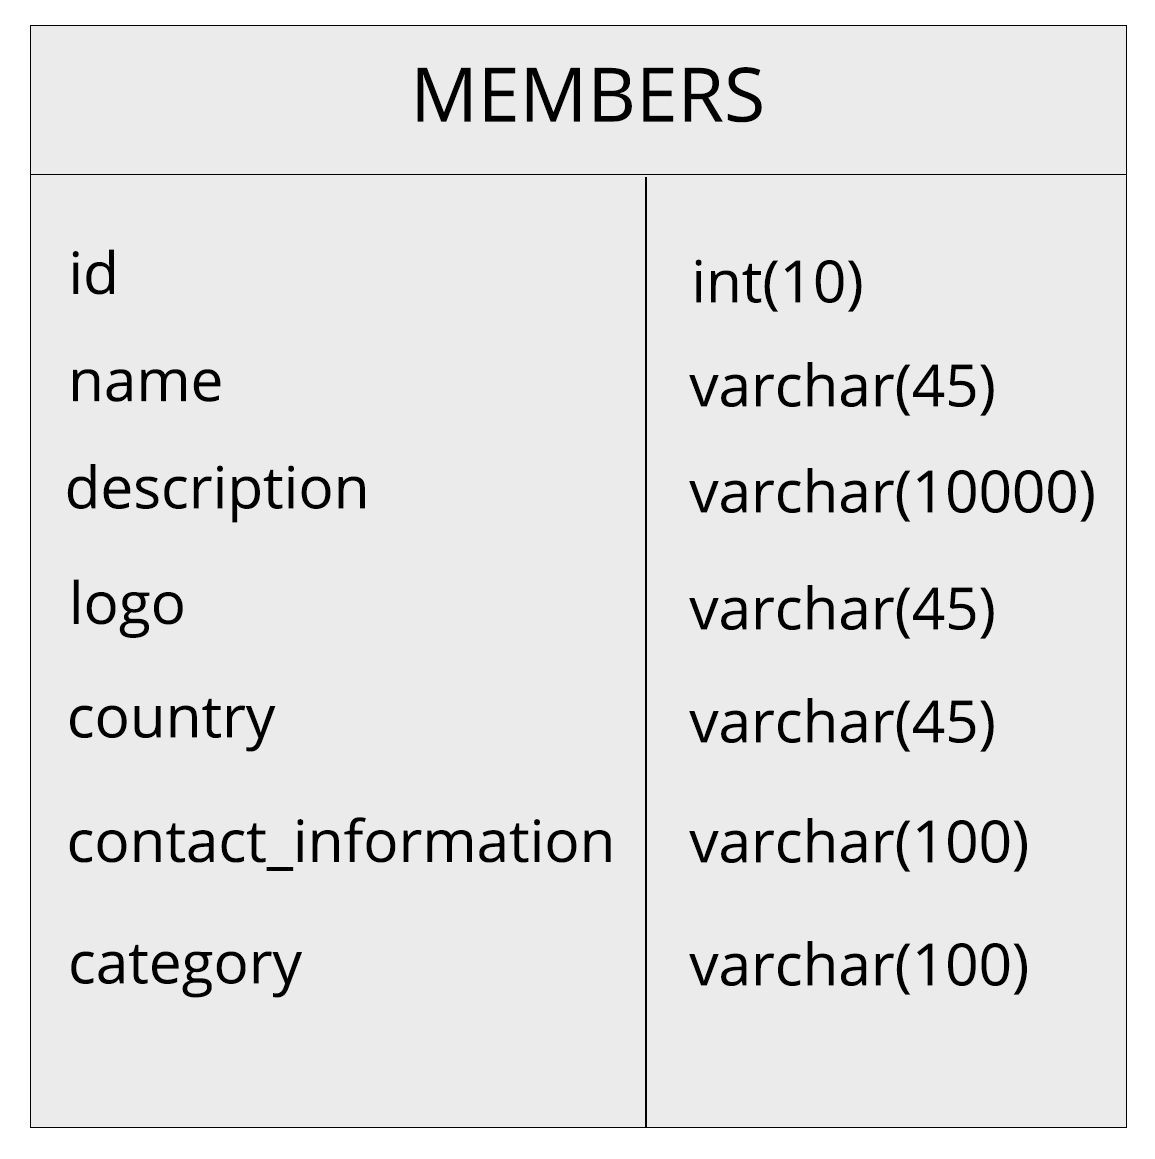 MEMBERS
id int(10)
name varchar(45)
description varchar(10000)
logo varchar(45)
country varchar(45)
contact_information varchar(100)
category varchar(100)